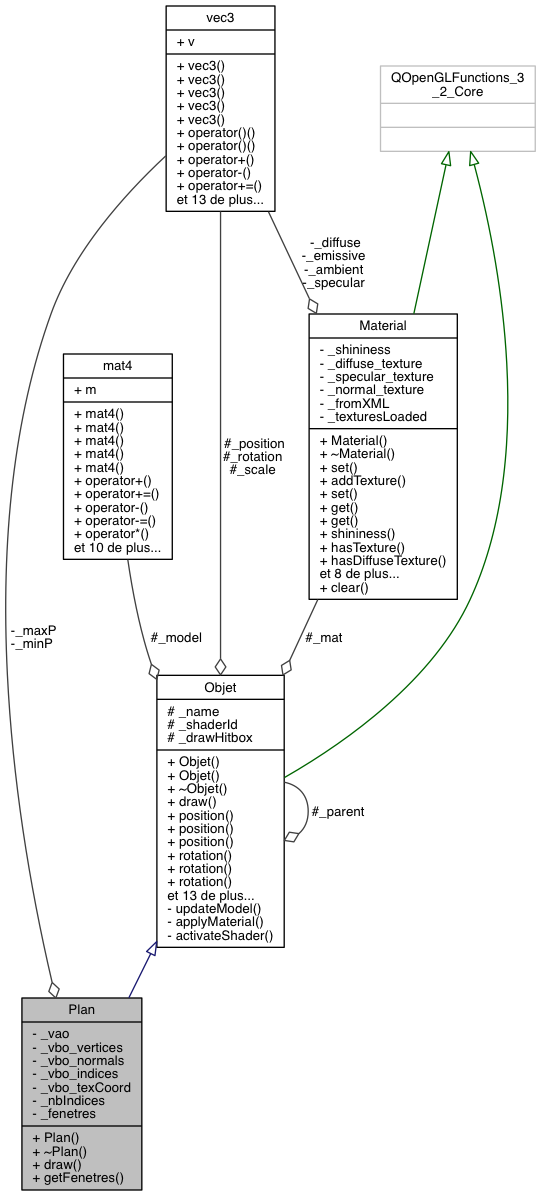 vec3
+ v
+ vec3()
+ vec3()
+ vec3()
+ vec3()
+ vec3()
+ operator()()
+ operator()()
+ operator+()
+ operator-()
+ operator+=()
et 13 de plus...
QOpenGLFunctions_3
_2_Core
-_diffuse
-_emissive
-_ambient
-_specular
Material
- _shininess
- _diffuse_texture
- _specular_texture
- _normal_texture
- _fromXML
- _texturesLoaded
+ Material()
+ ~Material()
+ set()
+ addTexture()
+ set()
+ get()
+ get()
+ shininess()
+ hasTexture()
+ hasDiffuseTexture()
et 8 de plus...
+ clear()
mat4
+ m
+ mat4()
+ mat4()
+ mat4()
+ mat4()
+ mat4()
+ operator+()
+ operator+=()
+ operator-()
+ operator-=()
+ operator*()
et 10 de plus...
#_position
#_rotation
#_scale
-_maxP
-_minP
#_model
#_mat
Objet
# _name
# _shaderId
# _drawHitbox
+ Objet()
+ Objet()
+ ~Objet()
+ draw()
+ position()
+ position()
+ position()
+ rotation()
+ rotation()
+ rotation()
et 13 de plus...
- updateModel()
- applyMaterial()
- activateShader()
#_parent
Plan
- _vao
- _vbo_vertices
- _vbo_normals
- _vbo_indices
- _vbo_texCoord
- _nbIndices
- _fenetres
+ Plan()
+ ~Plan()
+ draw()
+ getFenetres()